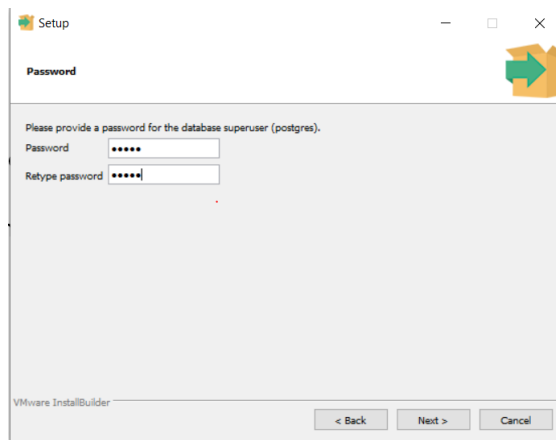 Setup
Password
Please provide a password for the database superuser (postgres).
Password •••••
Retype password •••••
VMware InstallBuilder
< Back Next > Cancel